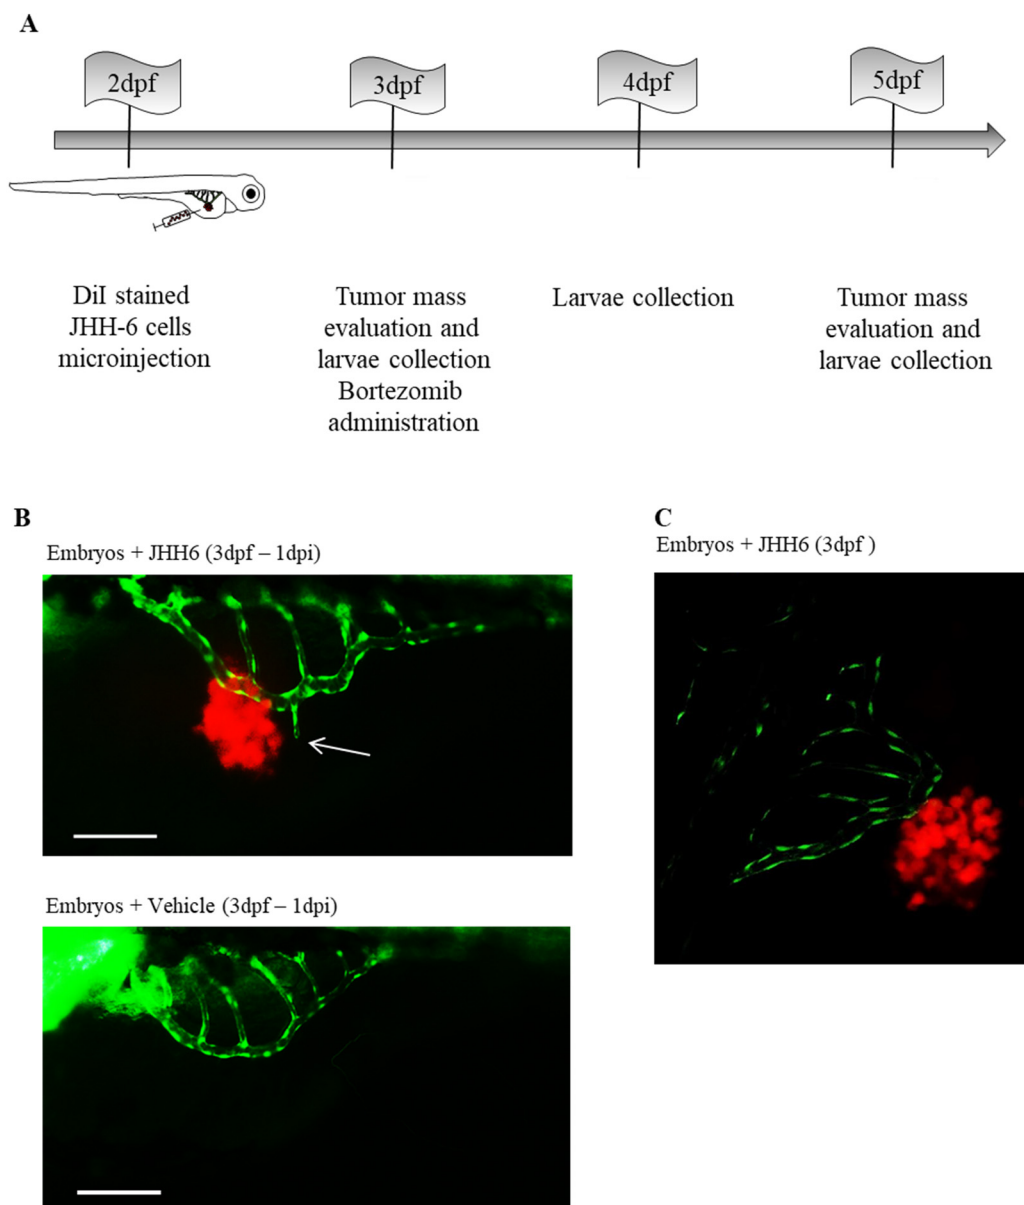 A
2dpf
3dpf
4dpf
5dpf
DiI stained
JHH-6 cells
microinjection
Tumor mass
evaluation and
larvae collection
Bortezomib
administration
Larvae collection
Tumor mass
evaluation and
larvae collection
B
Embryos + JHH6 (3dpf – 1dpi)
Embryos + Vehicle (3dpf – 1dpi)
C
Embryos + JHH6 (3dpf )